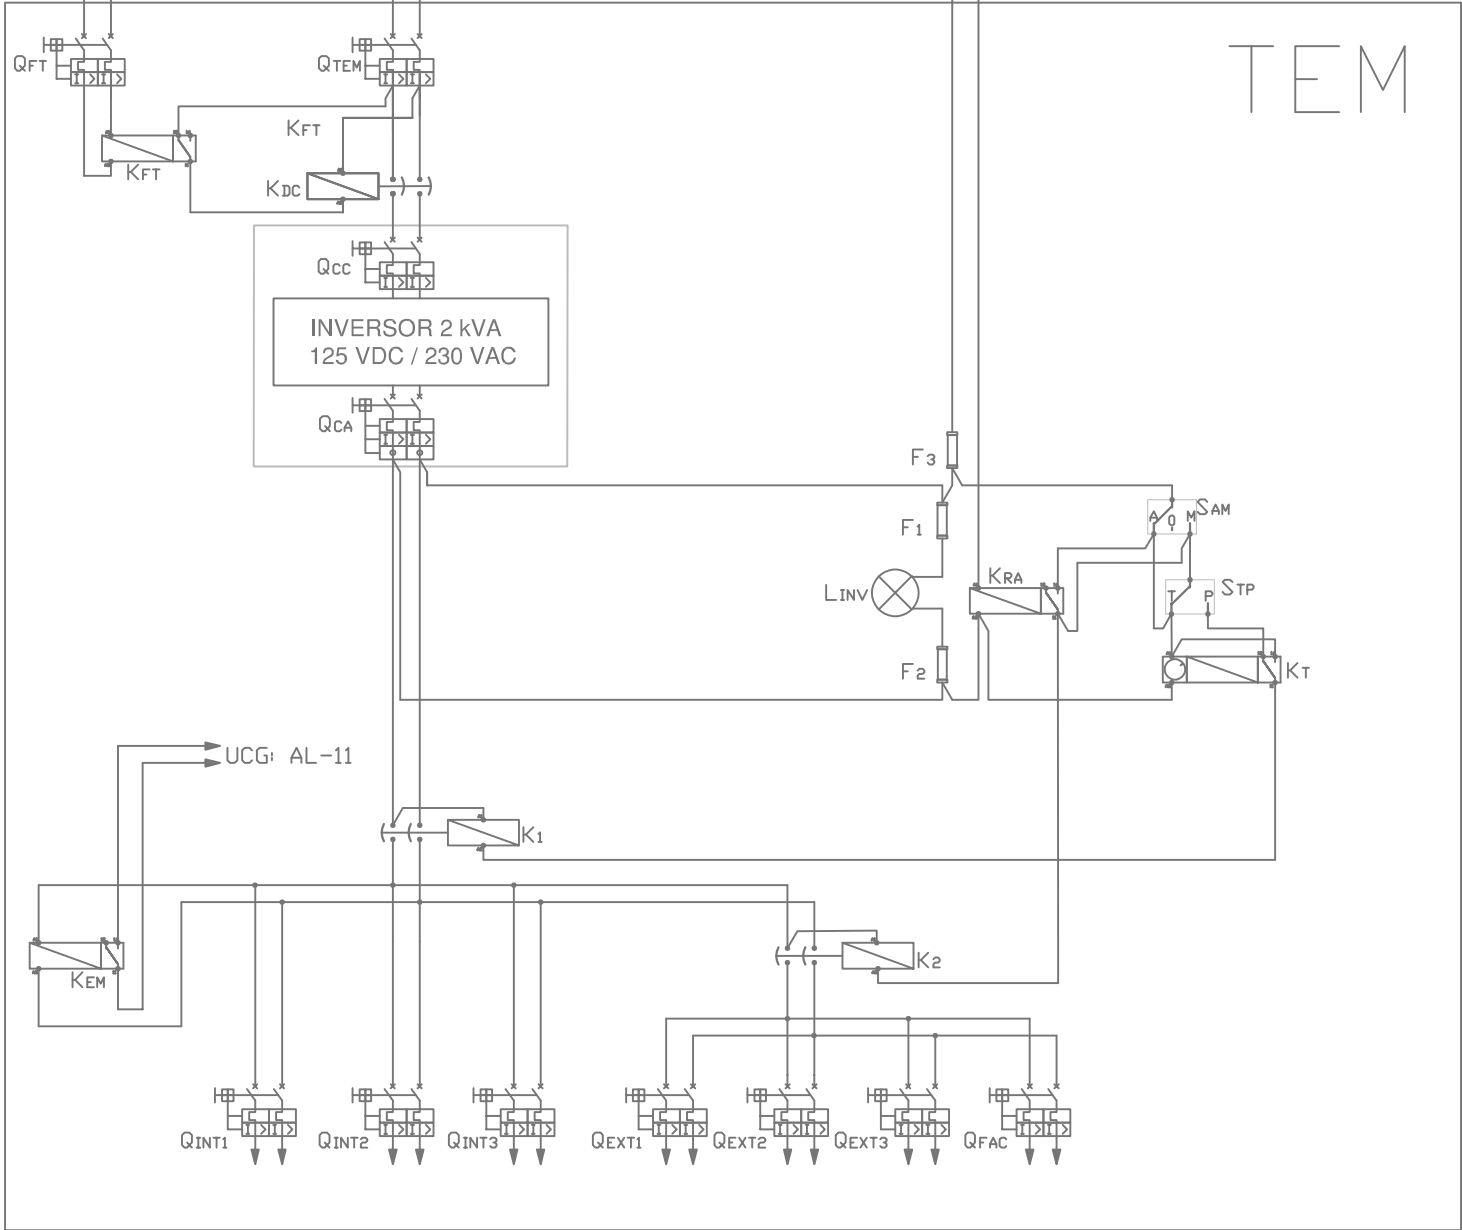 TEM
QFT
QTEM
KFT
KFT
KDC
QCC
INVERSOR 2 kVA
125 VDC / 230 VAC
QCA
F3
SAM
A 0 M
F1
KRA
LINV
STP
T P
F2
KT
UCG: AL-11
K1
KEM
K2
QINT1
QINT2
QINT3
QEXT1
QEXT2
QEXT3
QFAC